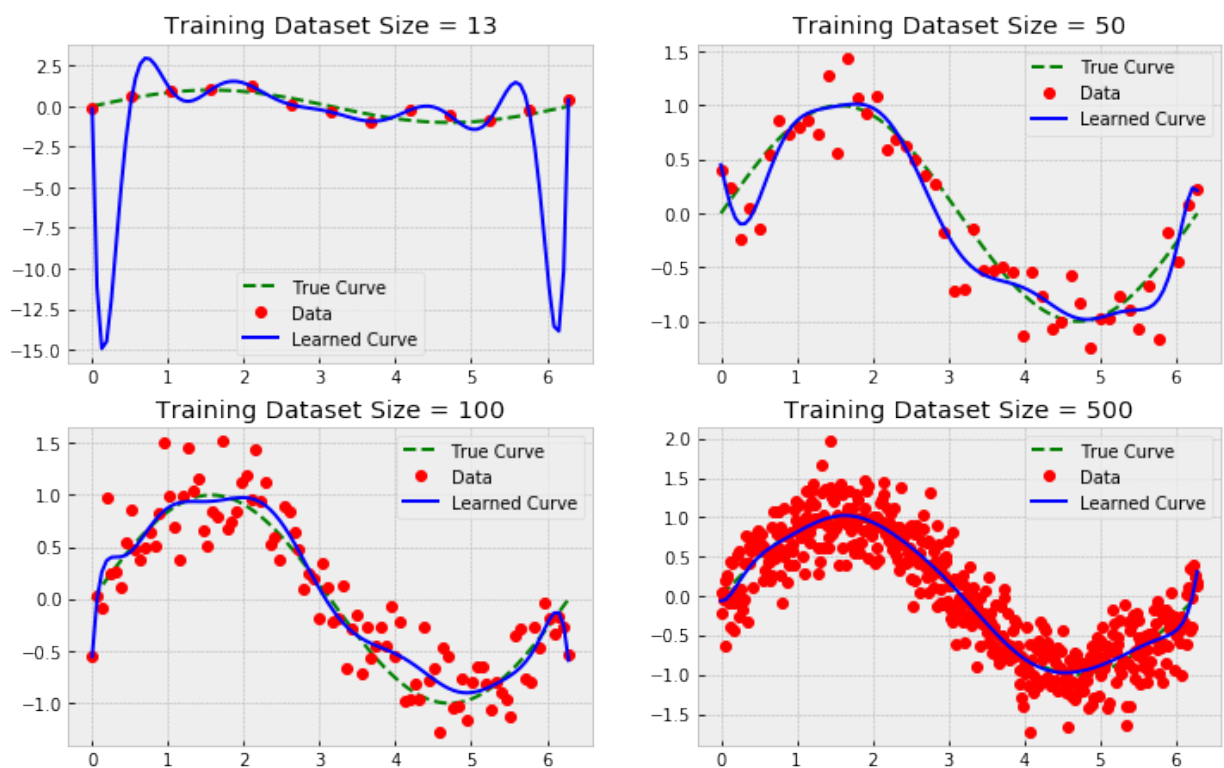 Training Dataset Size = 13
2.5
0.0
−2.5
−5.0
−7.5
−10.0
−12.5
−15.0
True Curve
Data
Learned Curve
0 1 2 3 4 5 6
Training Dataset Size = 50
1.5
1.0
0.5
0.0
−0.5
−1.0
True Curve
Data
Learned Curve
0 1 2 3 4 5 6
Training Dataset Size = 100
1.5
1.0
0.5
0.0
−0.5
−1.0
True Curve
Data
Learned Curve
0 1 2 3 4 5 6
Training Dataset Size = 500
2.0
1.5
1.0
0.5
0.0
−0.5
−1.0
−1.5
True Curve
Data
Learned Curve
0 1 2 3 4 5 6